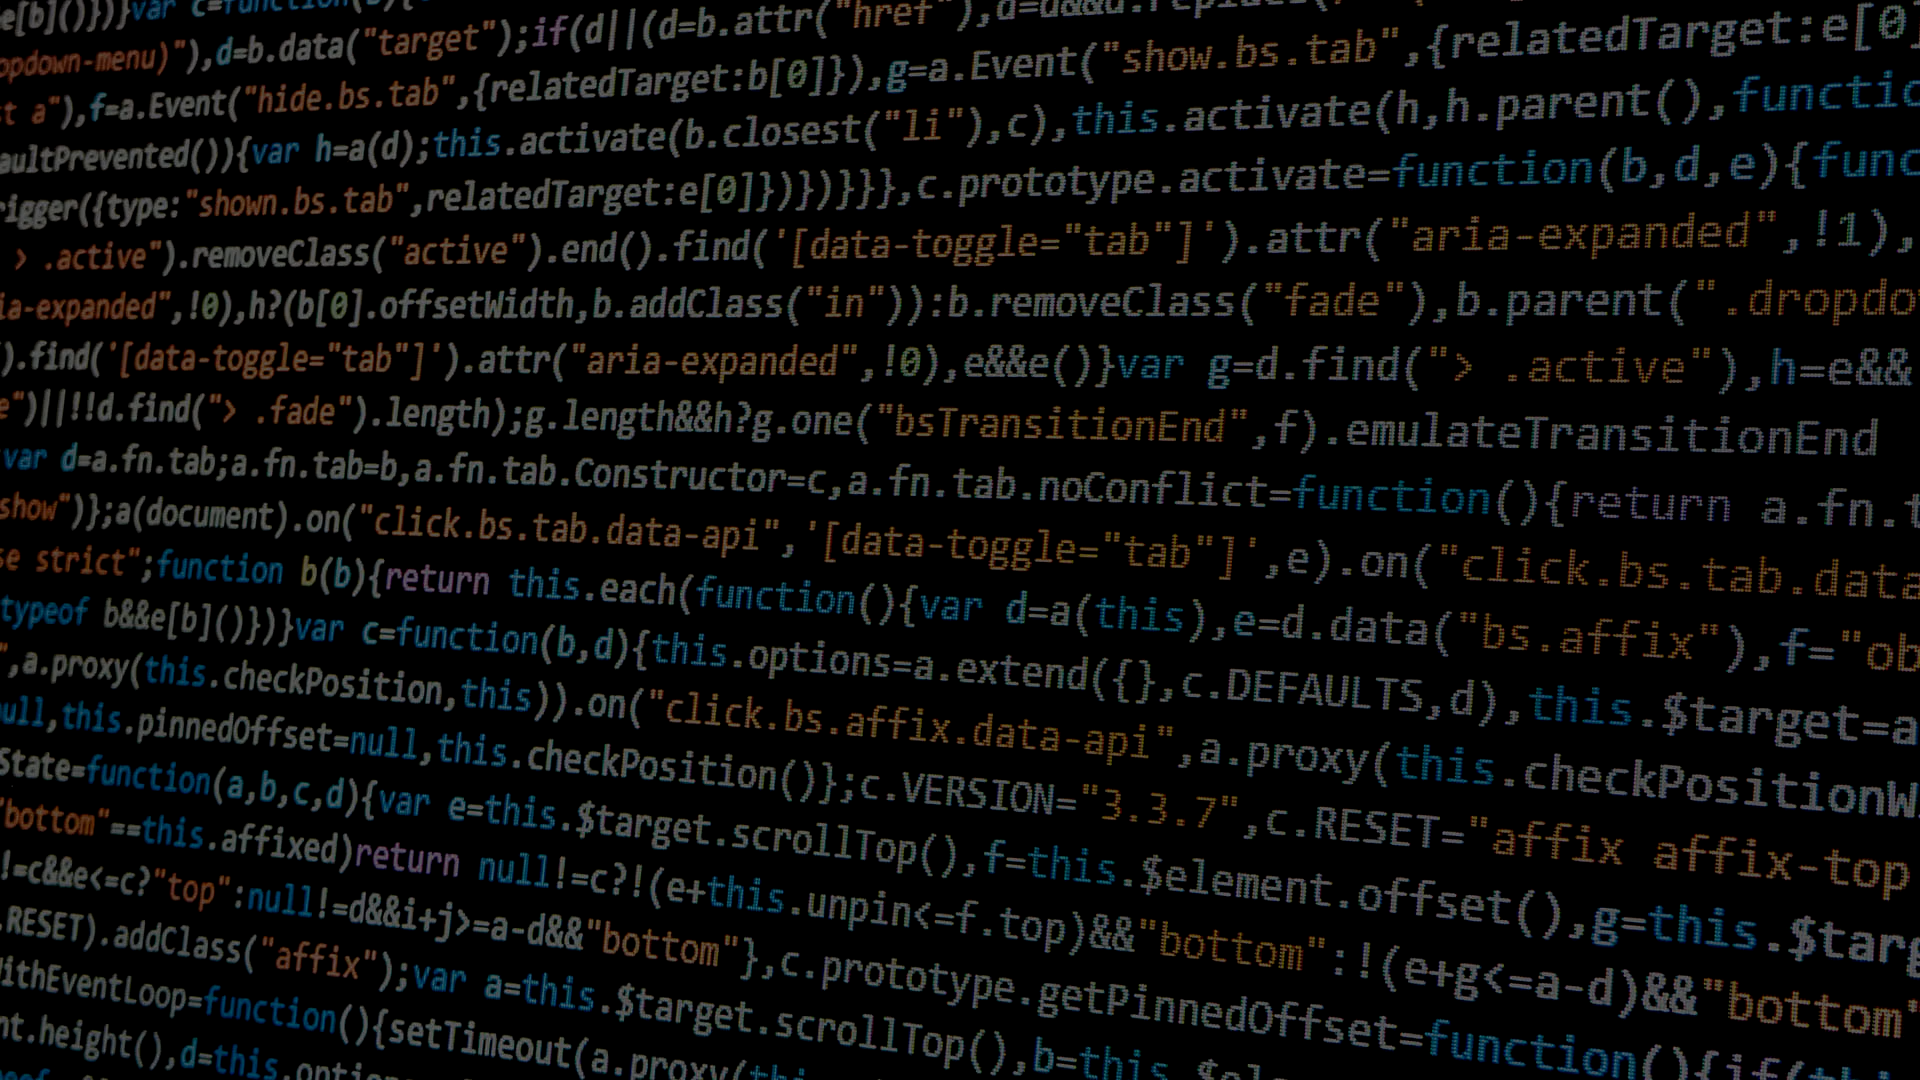 e[b]()})}var c=function(b){
opdown-menu)"),d=b.data("target");if(d||(d=b.attr("href"),d=d&&d.replace(
t a"),f=a.Event("hide.bs.tab",{relatedTarget:b[0]}),g=a.Event("show.bs.tab",{relatedTarget:e[0]
aultPrevented()){var h=a(d);this.activate(b.closest("li"),c),this.activate(h,h.parent(),functio
rigger({type:"shown.bs.tab",relatedTarget:e[0]})})}}},c.prototype.activate=function(b,d,e){func
> .active").removeClass("active").end().find('[data-toggle="tab"]').attr("aria-expanded",!1),
ia-expanded",!0),h?(b[0].offsetWidth,b.addClass("in")):b.removeClass("fade"),b.parent(".dropdo
).find('[data-toggle="tab"]').attr("aria-expanded",!0),e&&e()}var g=d.find("> .active"),h=e&&
e")||!!d.find("> .fade").length);g.length&&h?g.one("bsTransitionEnd",f).emulateTransitionEnd
var d=a.fn.tab;a.fn.tab=b,a.fn.tab.Constructor=c,a.fn.tab.noConflict=function(){return a.fn.t
show")};a(document).on("click.bs.tab.data-api",'[data-toggle="tab"]',e).on("click.bs.tab.data
se strict";function b(b){return this.each(function(){var d=a(this),e=d.data("bs.affix"),f="ob
typeof b&&e[b]()})}var c=function(b,d){this.options=a.extend({},c.DEFAULTS,d),this.$target=a
",a.proxy(this.checkPosition,this)).on("click.bs.affix.data-api",a.proxy(this.checkPositionW
ull,this.pinnedOffset=null,this.checkPosition()};c.VERSION="3.3.7",c.RESET="affix affix-top
State=function(a,b,c,d){var e=this.$target.scrollTop(),f=this.$element.offset(),g=this.$targ
"bottom"==this.affixed)return null!=c?!(e+this.unpin<=f.top)&&"bottom":!(e+g<=a-d)&&"bottom"
!=c&&e<=c?"top":null!=d&&i+j>=a-d&&"bottom"},c.prototype.getPinnedOffset=function(){if(thi
.RESET).addClass("affix");var a=this.$target.scrollTop(),b=this.$el
ithEventLoop=function(){setTimeout(a.proxy(thi
nt.height(),d=this.option